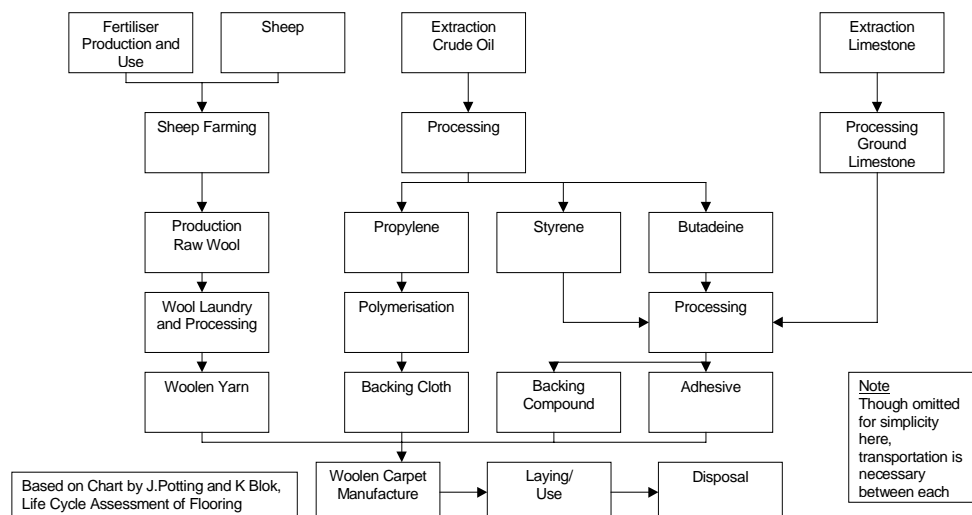 Fertiliser
Production and
Use
Sheep
Extraction
Crude Oil
Extraction
Limestone
Sheep Farming
Processing
Processing
Ground
Limestone
Production
Raw Wool
Propylene
Styrene
Butadeine
Wool Laundry
and Processing
Polymerisation
Processing
Woolen Yarn
Backing Cloth
Backing
Compound
Adhesive
Note
Though omitted
for simplicity
here,
transportation is
necessary
between each
Based on Chart by J.Potting and K Blok,
Life Cycle Assessment of Flooring
Woolen Carpet
Manufacture
Laying/
Use
Disposal